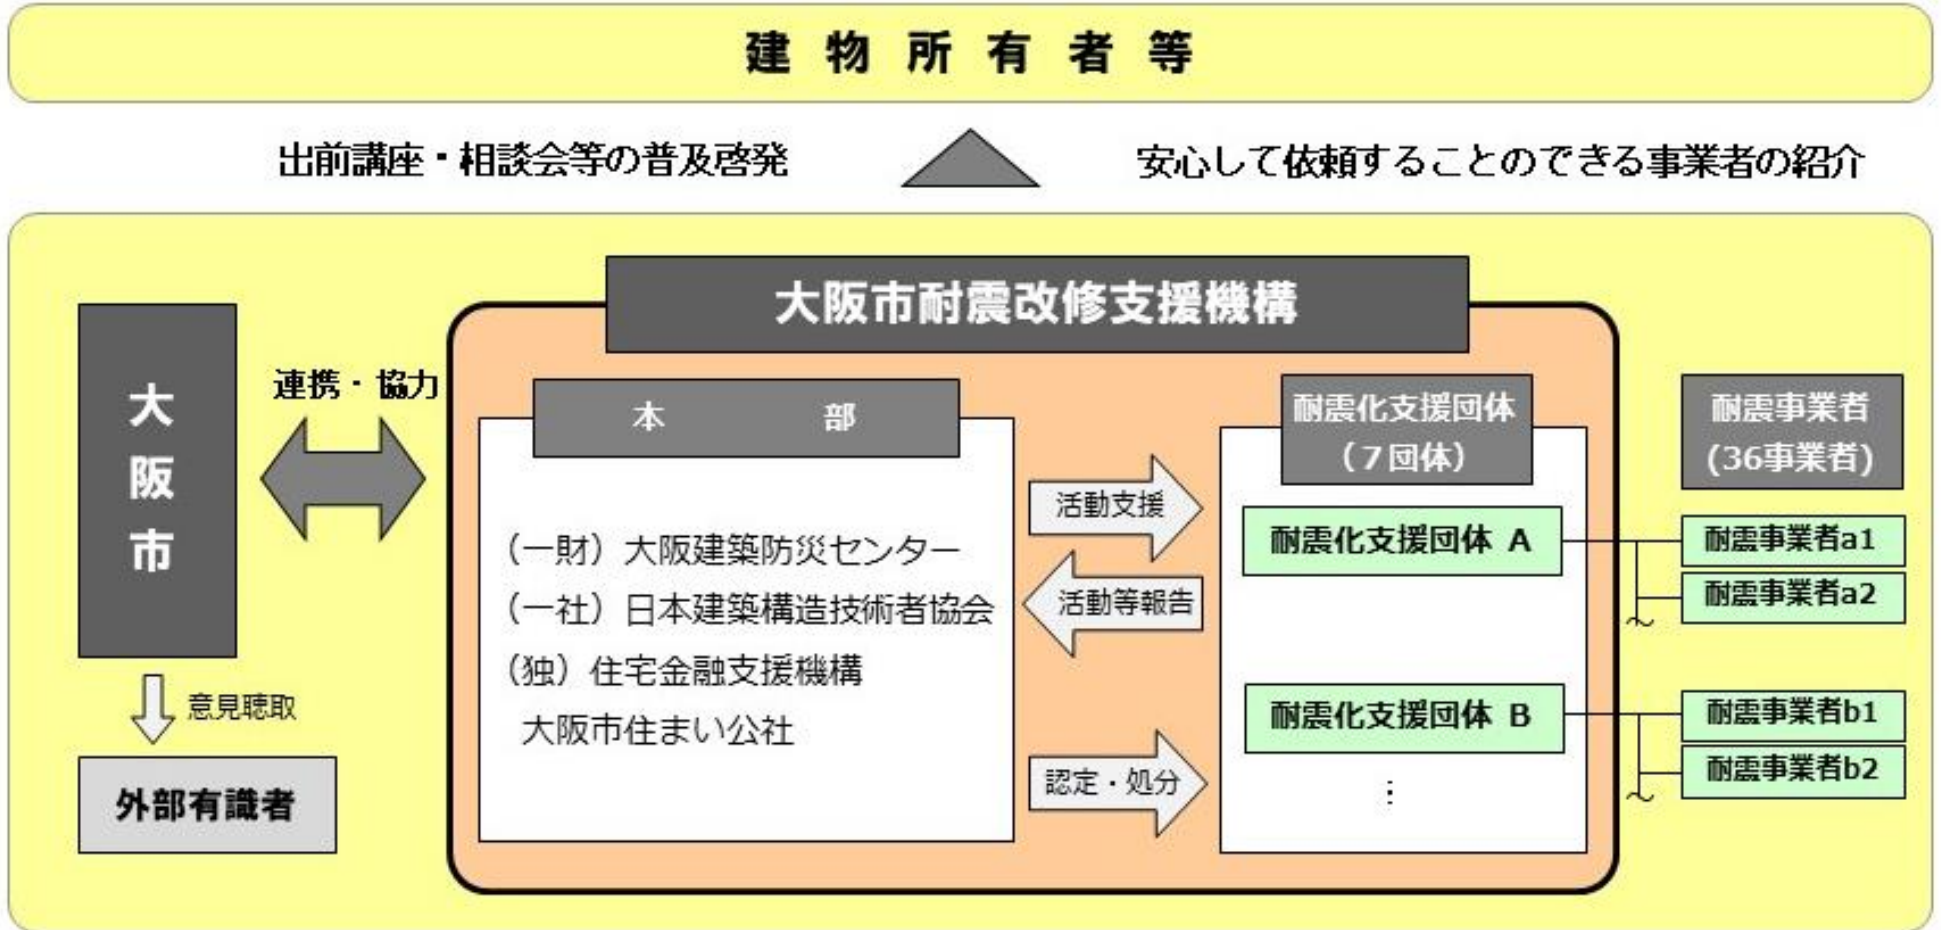 建物所有者等
出前講座・相談会等の普及啓発
安心して依頼することのできる事業者の紹介
大阪市耐震改修支援機構
大阪市
連携・協力
意見聴取
外部有識者
本部
(一財)大阪建築防災センター
(一社)日本建築構造技術者協会
(独)住宅金融支援機構
大阪市住まい公社
活動支援
活動等報告
認定・処分
耐震化支援団体
(7団体)
耐震化支援団体 A
耐震化支援団体 B
⋮
耐震事業者
(36事業者)
耐震事業者a1
耐震事業者a2
耐震事業者b1
耐震事業者b2